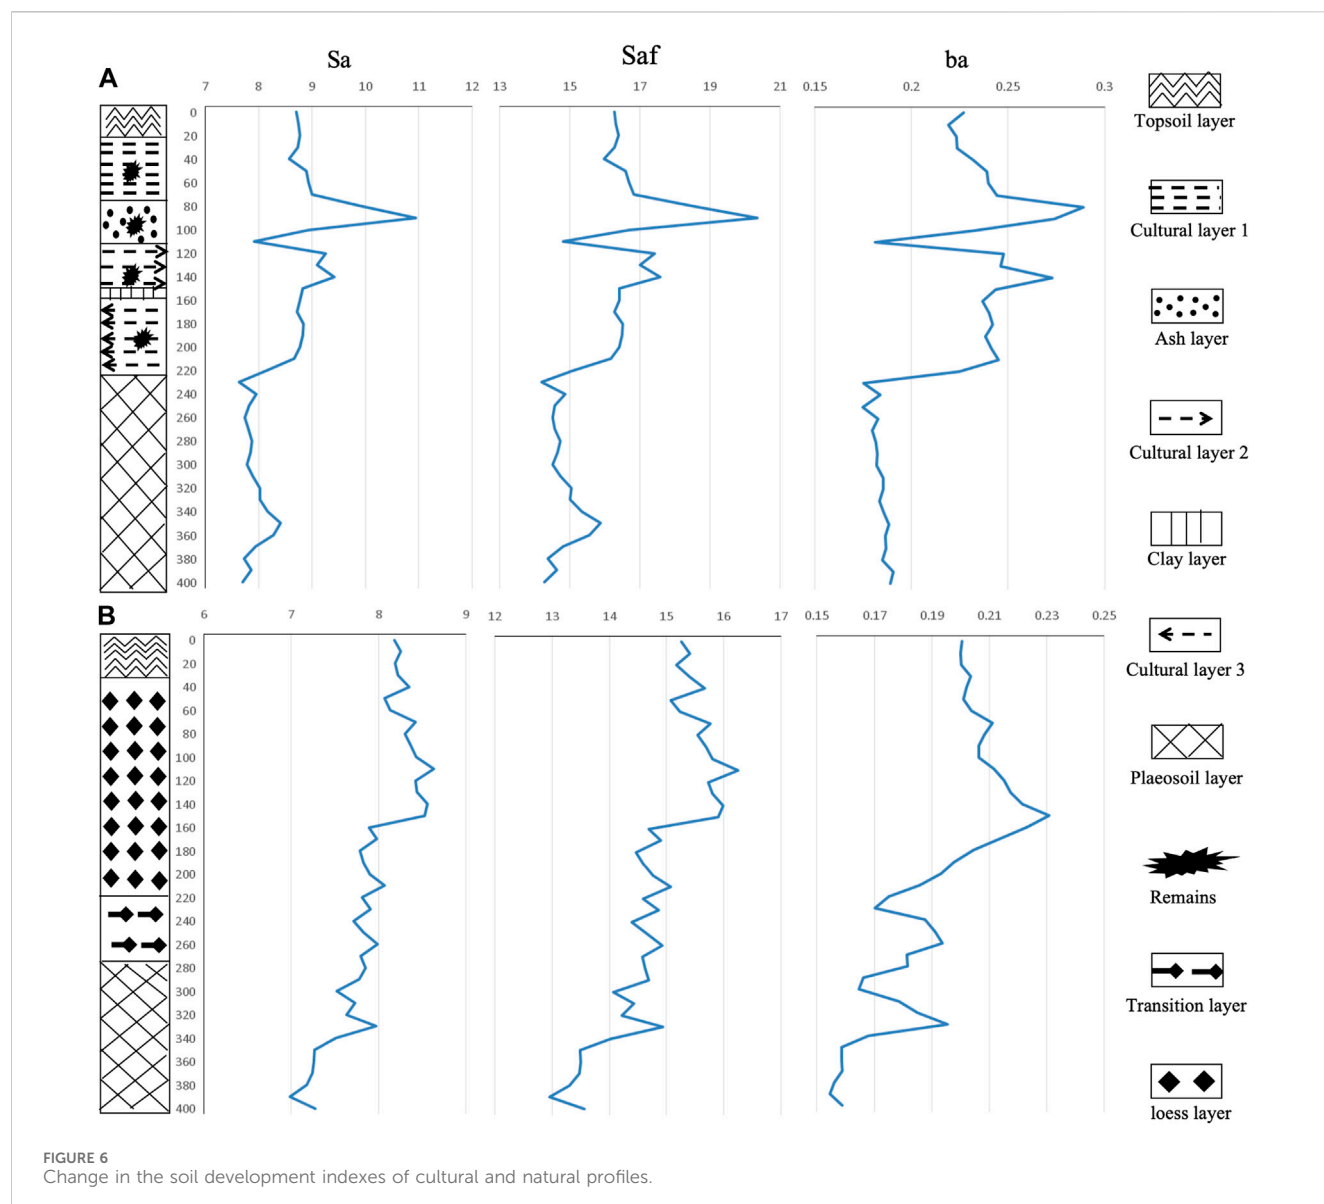 A
Sa
Saf
ba
7 8 9 10 11 12
13 15 17 19 21
0.15 0.2 0.25 0.3
0
20
40
60
80
100
120
140
160
180
200
220
240
260
280
300
320
340
360
380
400
B
6 7 8 9
12 13 14 15 16 17
0.15 0.17 0.19 0.21 0.23 0.25
0
20
40
60
80
100
120
140
160
180
200
220
240
260
280
300
320
340
360
380
400
Topsoil layer
Cultural layer 1
Ash layer
Cultural layer 2
Clay layer
Cultural layer 3
Plaeosoil layer
Remains
Transition layer
loess layer
FIGURE 6
Change in the soil development indexes of cultural and natural profiles.